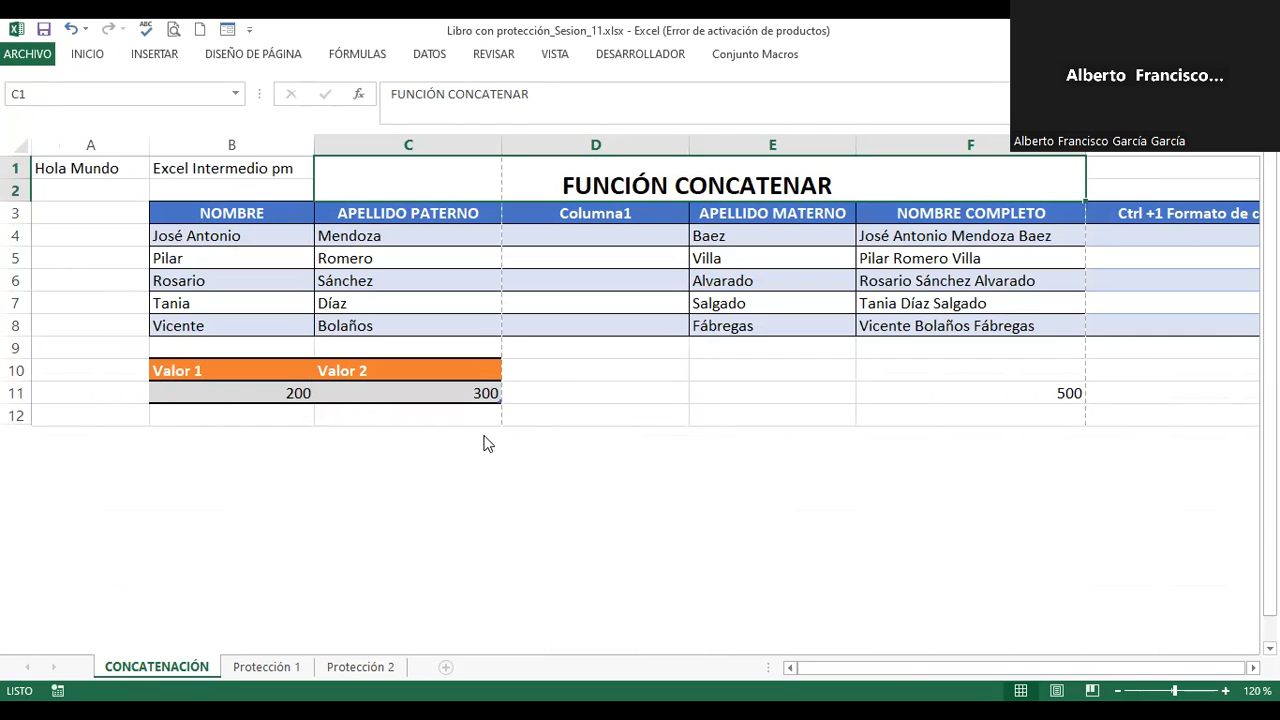 Libro con protección_Sesion_11.xlsx - Excel (Error de activación de productos)
ARCHIVO INICIO INSERTAR DISEÑO DE PÁGINA FÓRMULAS DATOS REVISAR VISTA DESARROLLADOR Conjunto Macros
Alberto Francisco...
Alberto Francisco García García
C1 fx FUNCIÓN CONCATENAR
A B C D E F
1 Hola Mundo Excel Intermedio pm
2 FUNCIÓN CONCATENAR
3 NOMBRE APELLIDO PATERNO Columna1 APELLIDO MATERNO NOMBRE COMPLETO Ctrl +1 Formato de c
4 José Antonio Mendoza Baez José Antonio Mendoza Baez
5 Pilar Romero Villa Pilar Romero Villa
6 Rosario Sánchez Alvarado Rosario Sánchez Alvarado
7 Tania Díaz Salgado Tania Díaz Salgado
8 Vicente Bolaños Fábregas Vicente Bolaños Fábregas
9
10 Valor 1 Valor 2
11 200 300 500
12
CONCATENACIÓN Protección 1 Protección 2
LISTO 120 %